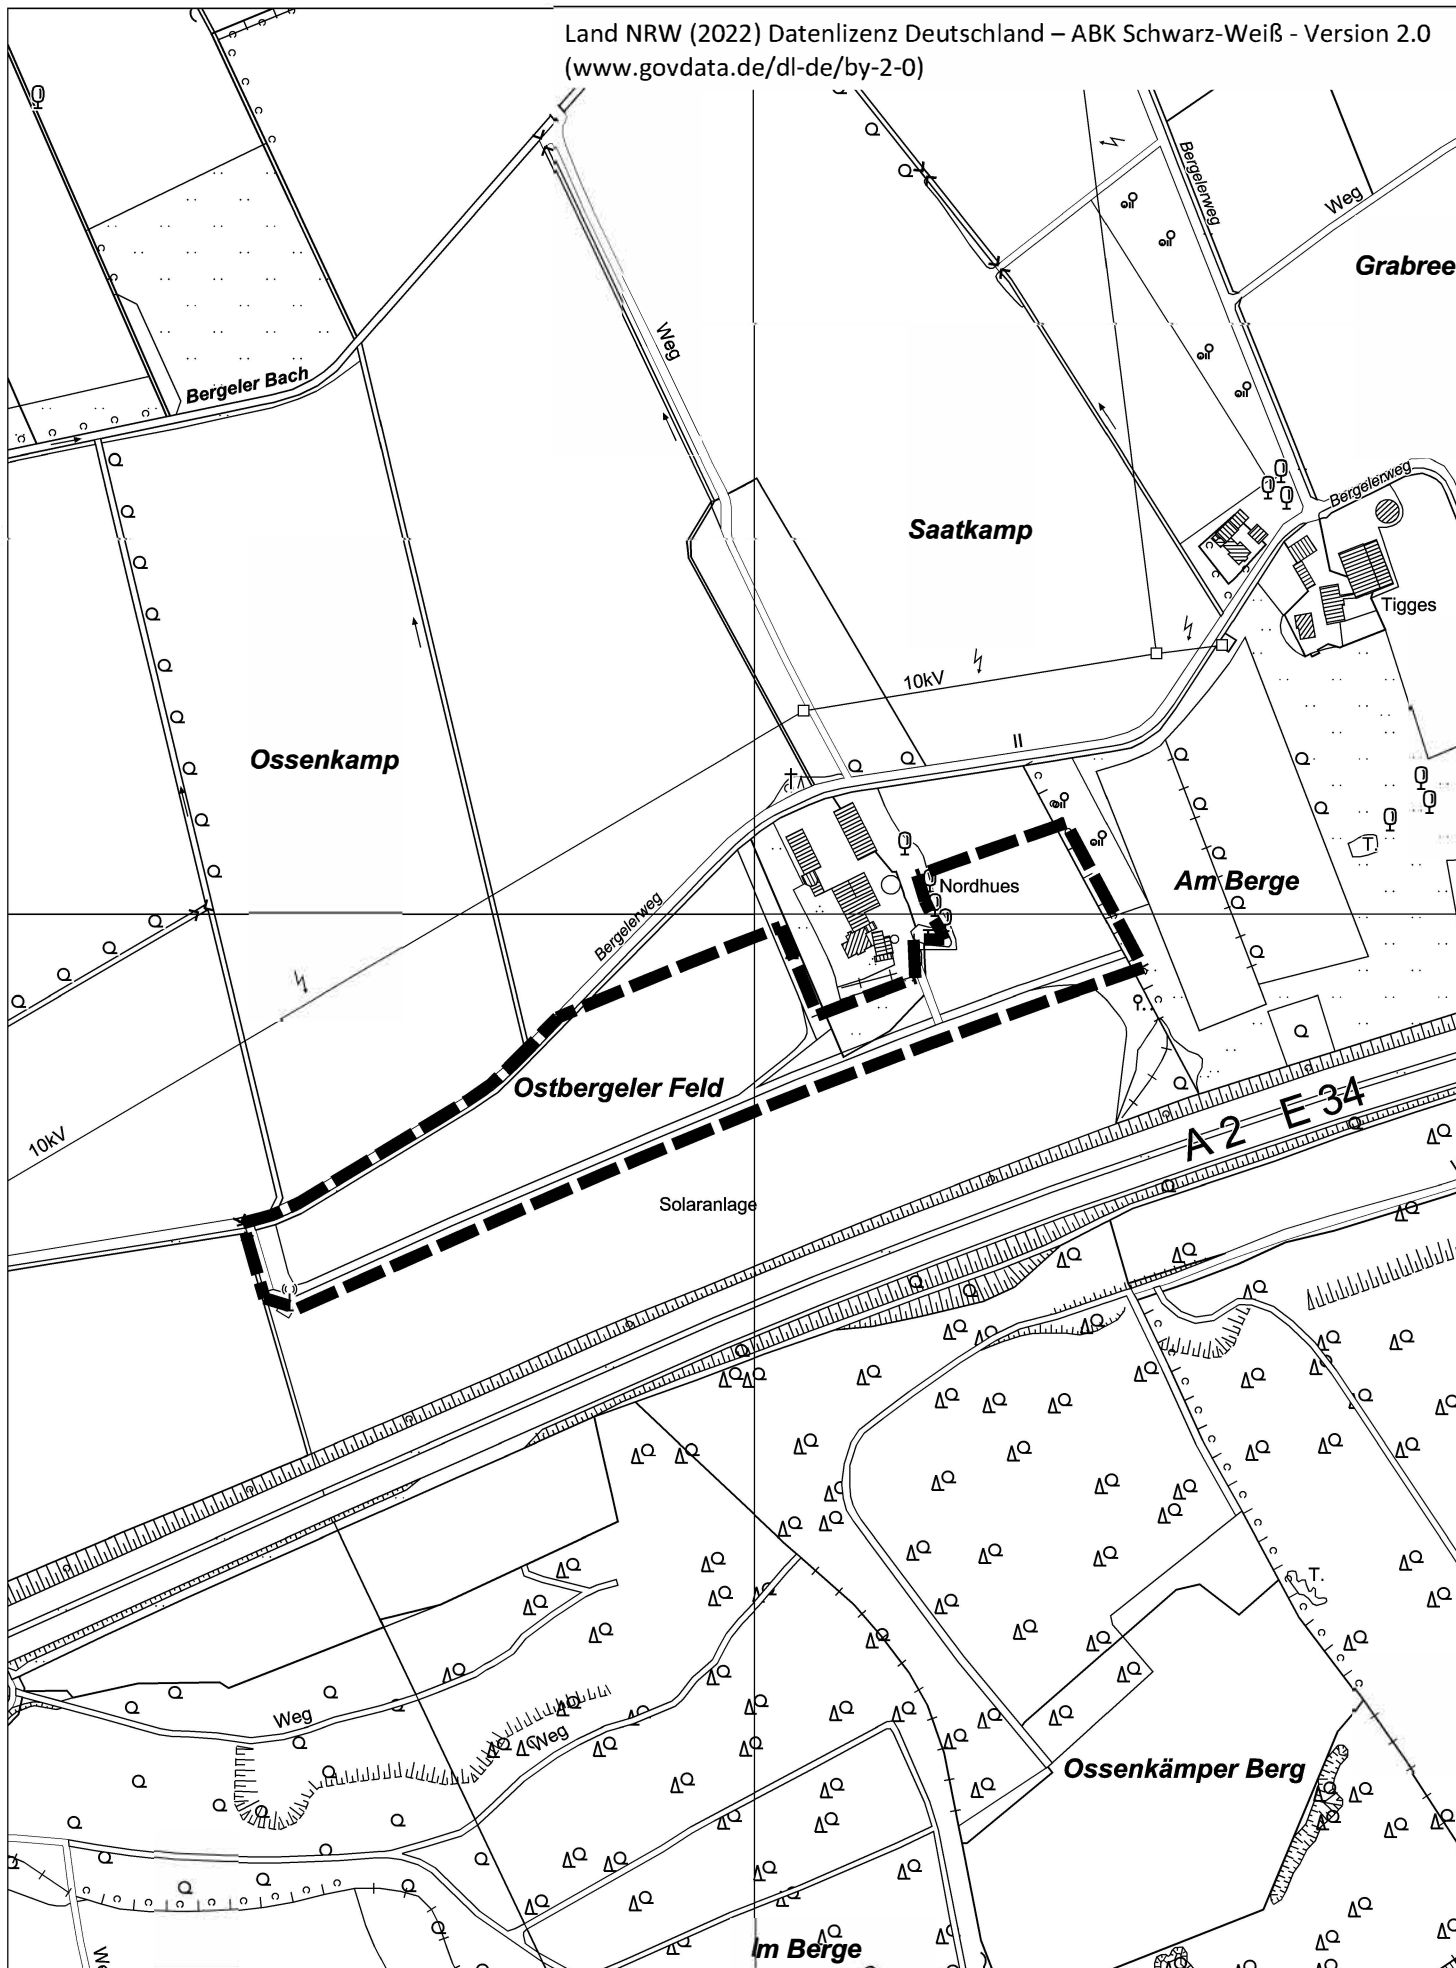 Land NRW (2022) Datenlizenz Deutschland – ABK Schwarz-Weiß - Version 2.0
(www.govdata.de/dl-de/by-2-0)
Bergelerweg
Weg
Grabree
Weg
Bergeler Bach
Bergelerweg
Saatkamp
Tigges
10kV
II
Ossenkamp
T.
Am Berge
Nordhues
Bergelerweg
Ostbergeler Feld
A 2 E 34
10kV
Solaranlage
T.
Weg
Weg
Ossenkämper Berg
Im Berge